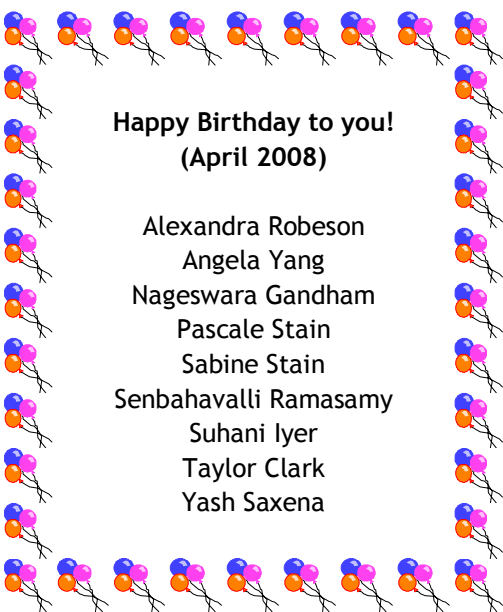 Happy Birthday to you!
(April 2008)
Alexandra Robeson
Angela Yang
Nageswara Gandham
Pascale Stain
Sabine Stain
Senbahavalli Ramasamy
Suhani Iyer
Taylor Clark
Yash Saxena